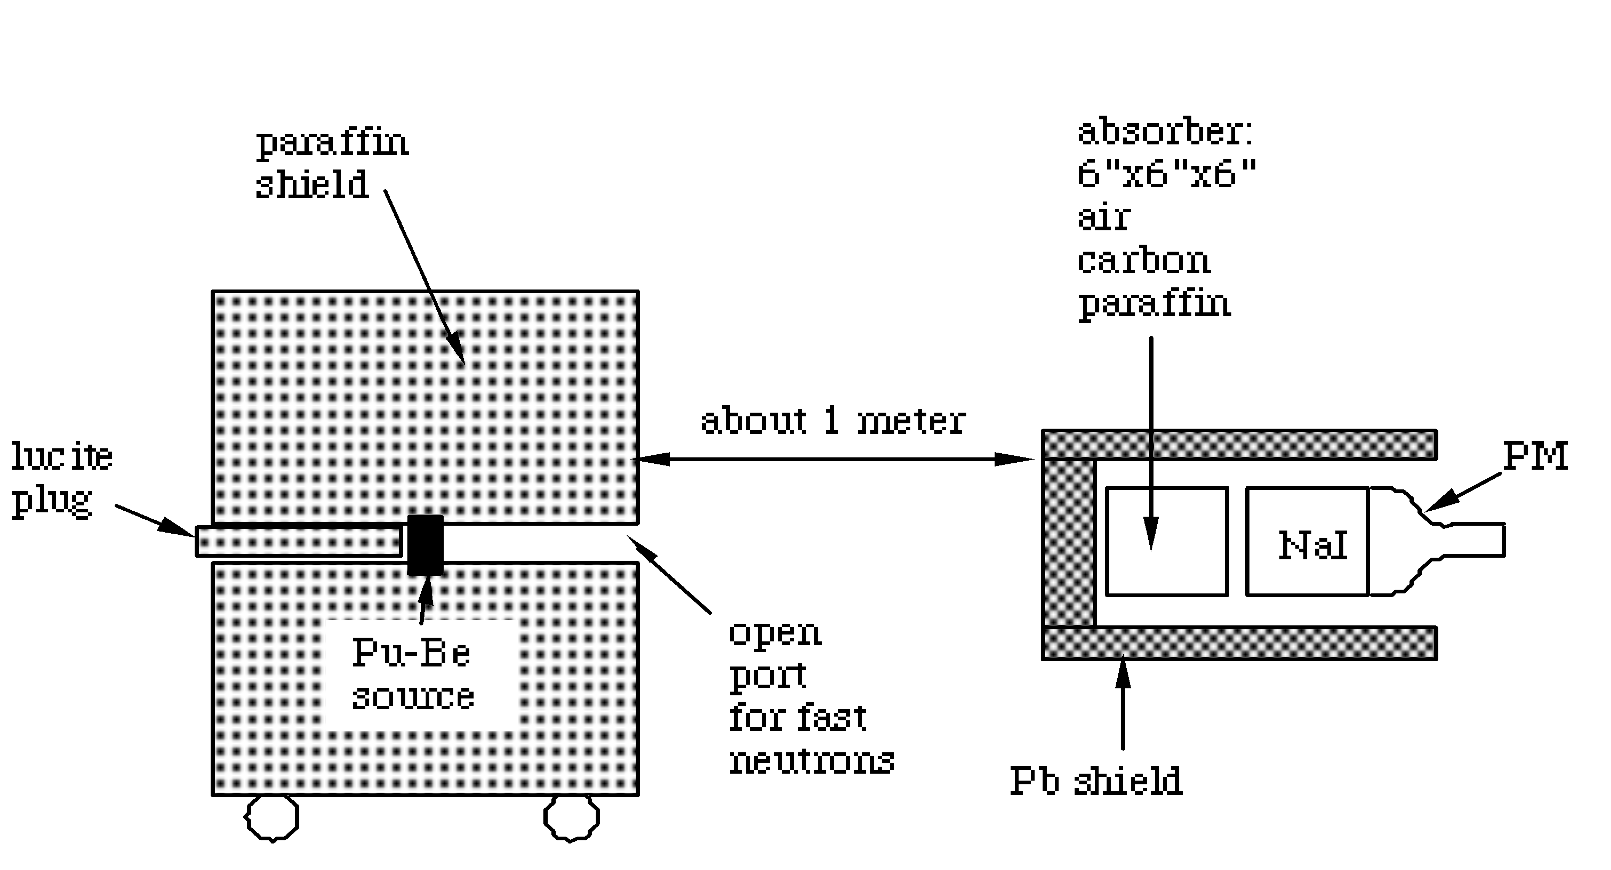 paraffin
shield
absorber:
6"x6"x6"
air
carbon
paraffin
about 1 meter
lucite
plug
PM
NaI
Pu-Be
source
open
port
for fast
neutrons
Pb shield